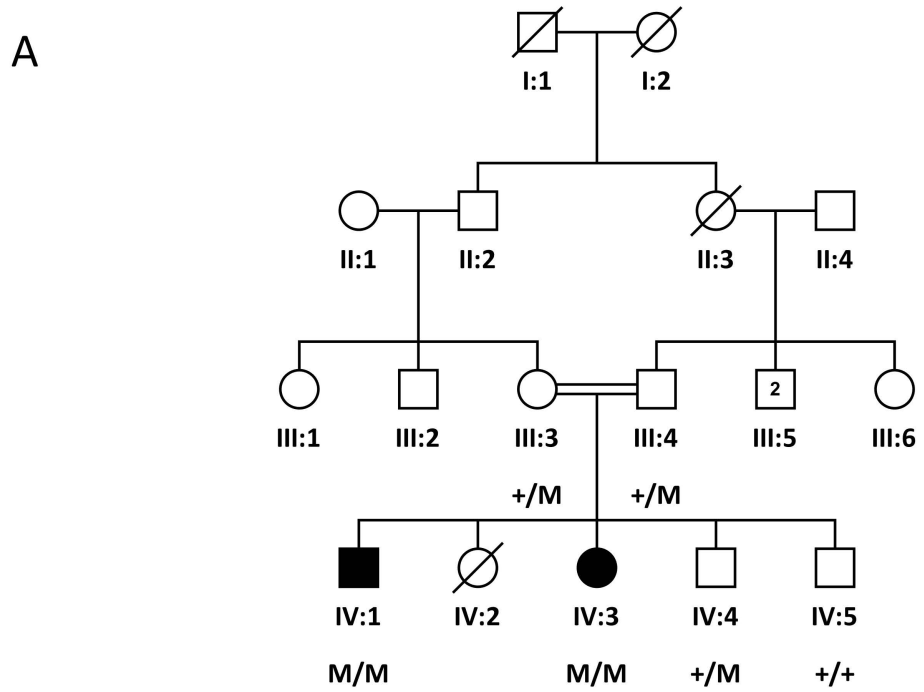 A
I:1 I:2
II:1 II:2 II:3 II:4
2
III:1 III:2 III:3 III:4 III:5 III:6
+/M +/M
IV:1 IV:2 IV:3 IV:4 IV:5
M/M M/M +/M +/+